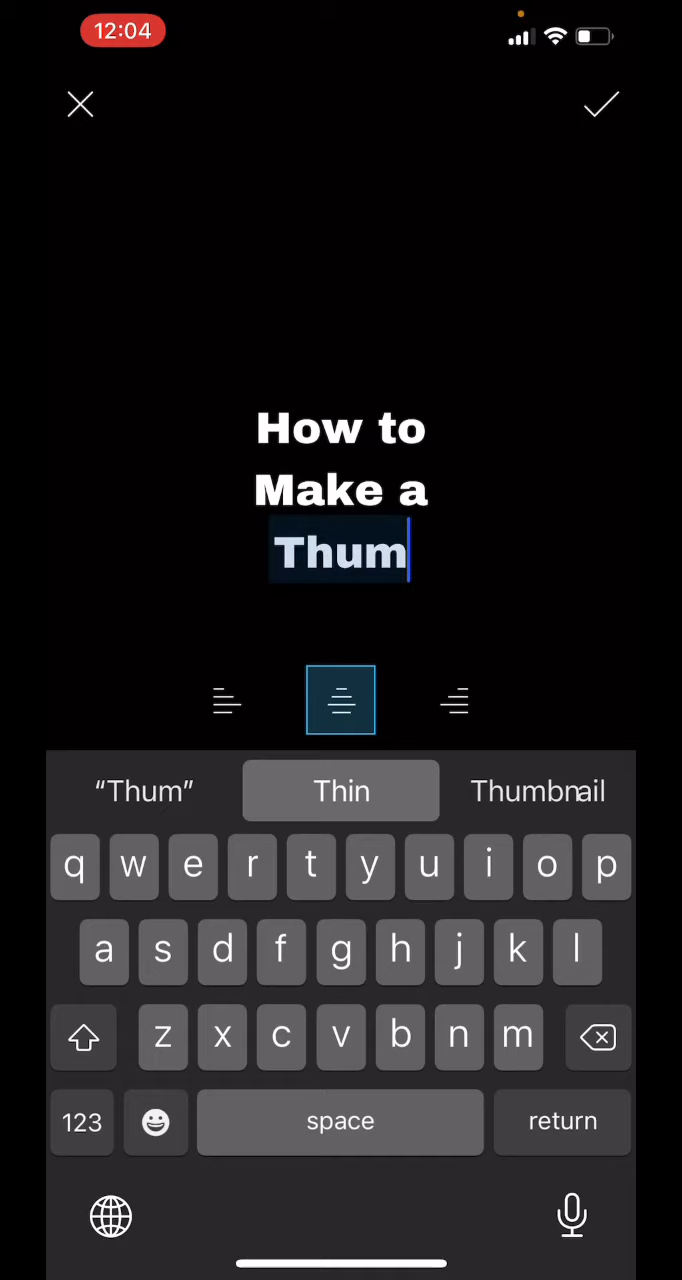 12:04
How to
Make a
Thum
“Thum” Thin Thumbnail
q w e r t y u i o p
a s d f g h j k l
z x c v b n m
123 space return